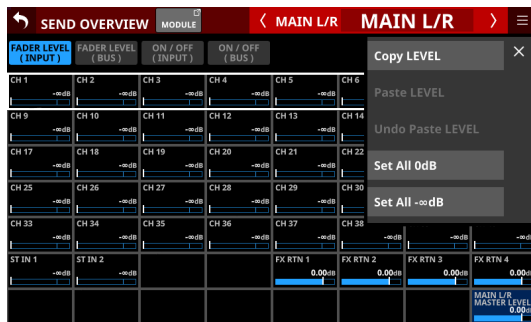 SEND OVERVIEW MODULE MAIN L/R MAIN L/R
FADER LEVEL FADER LEVEL ON / OFF ON / OFF
( INPUT ) ( BUS ) ( INPUT ) ( BUS )
Copy LEVEL
Paste LEVEL
Undo Paste LEVEL
Set All 0dB
Set All -∞dB
CH 1 CH 2 CH 3 CH 4 CH 5 CH 6
-∞dB -∞dB -∞dB -∞dB -∞dB
CH 9 CH 10 CH 11 CH 12 CH 13 CH 14
-∞dB -∞dB -∞dB -∞dB -∞dB
CH 17 CH 18 CH 19 CH 20 CH 21 CH 22
-∞dB -∞dB -∞dB -∞dB -∞dB
CH 25 CH 26 CH 27 CH 28 CH 29 CH 30
-∞dB -∞dB -∞dB -∞dB -∞dB
CH 33 CH 34 CH 35 CH 36 CH 37 CH 38
-∞dB -∞dB -∞dB -∞dB -∞dB -∞dB -∞dB -∞d
ST IN 1 ST IN 2 FX RTN 1 FX RTN 2 FX RTN 3 FX RTN 4
-∞dB -∞dB 0.00dB 0.00dB 0.00dB 0.00d
MAIN L/R
MASTER LEVEL
0.00d